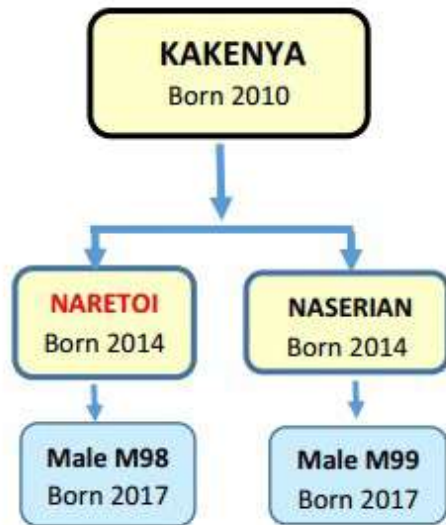 KAKENYA
Born 2010
NARETOI
Born 2014
NASERIAN
Born 2014
Male M98
Born 2017
Male M99
Born 2017